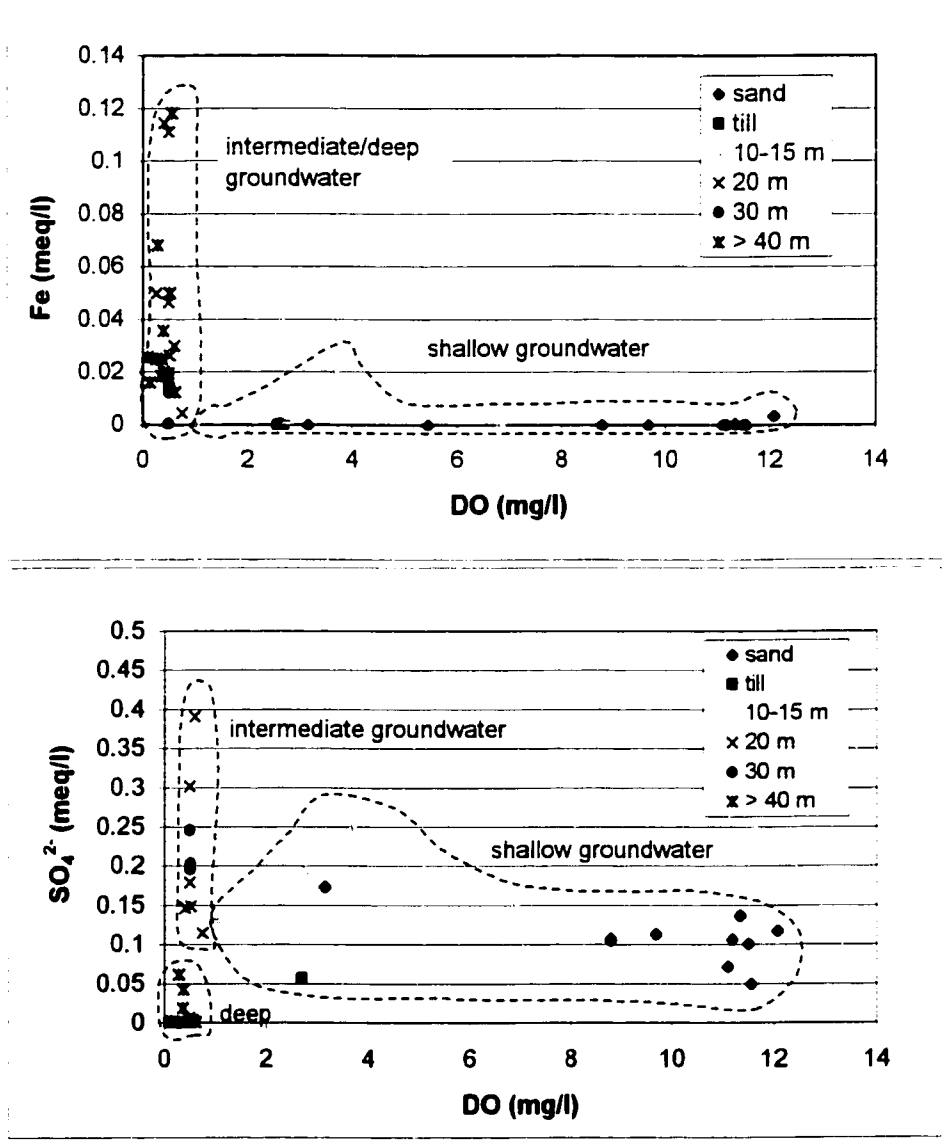 0.14
0.12
0.1
0.08
0.06
0.04
0.02
0
Fe (meq/l)
intermediate/deep
groundwater
shallow groundwater
sand
till
10-15 m
20 m
30 m
> 40 m
0 2 4 6 8 10 12 14
DO (mg/l)
0.5
0.45
0.4
0.35
0.3
0.25
0.2
0.15
0.1
0.05
0
SO₄²⁻ (meq/l)
intermediate groundwater
shallow groundwater
deep
sand
till
10-15 m
20 m
30 m
> 40 m
0 2 4 6 8 10 12 14
DO (mg/l)